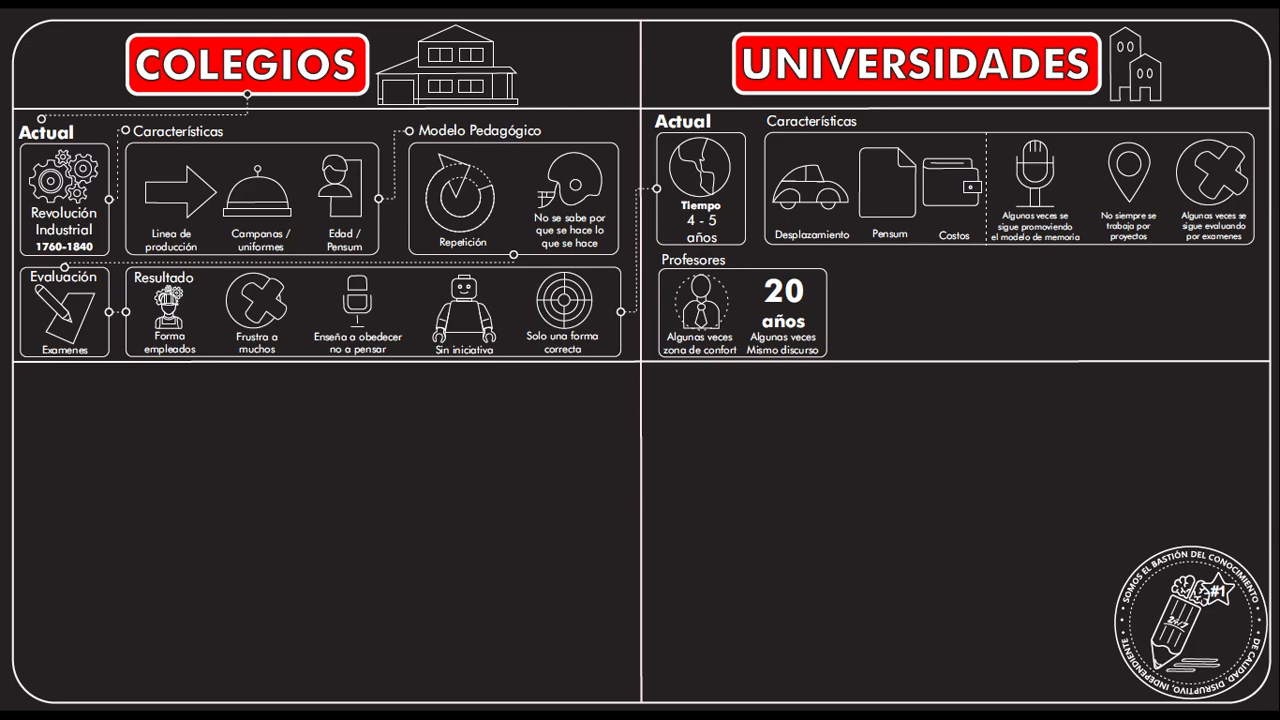 COLEGIOS
Actual
Revolución
Industrial
1760-1840
Características
Linea de
producción
Campanas /
uniformes
Edad /
Pensum
Modelo Pedagógico
Repetición
No se sabe por
que se hace lo
que se hace
Evaluación
Examenes
Resultado
Forma
empleados
Frustra a
muchos
Enseña a obedecer
no a pensar
Sin iniciativa
Solo una forma
correcta
UNIVERSIDADES
Actual
Tiempo
4 - 5
años
Características
Desplazamiento
Pensum
Costos
Algunas veces se
sigue promoviendo
el modelo de memoria
No siempre se
trabaja por
proyectos
Algunas veces se
sigue evaluando
por examenes
Profesores
Algunas veces
zona de confort
20
años
Algunas veces
Mismo discurso
SOMOS EL BASTIÓN DEL CONOCIMIENTO
DE CALIDAD, DISRUPTIVO, INDEPENDIENTE
#1
24/7